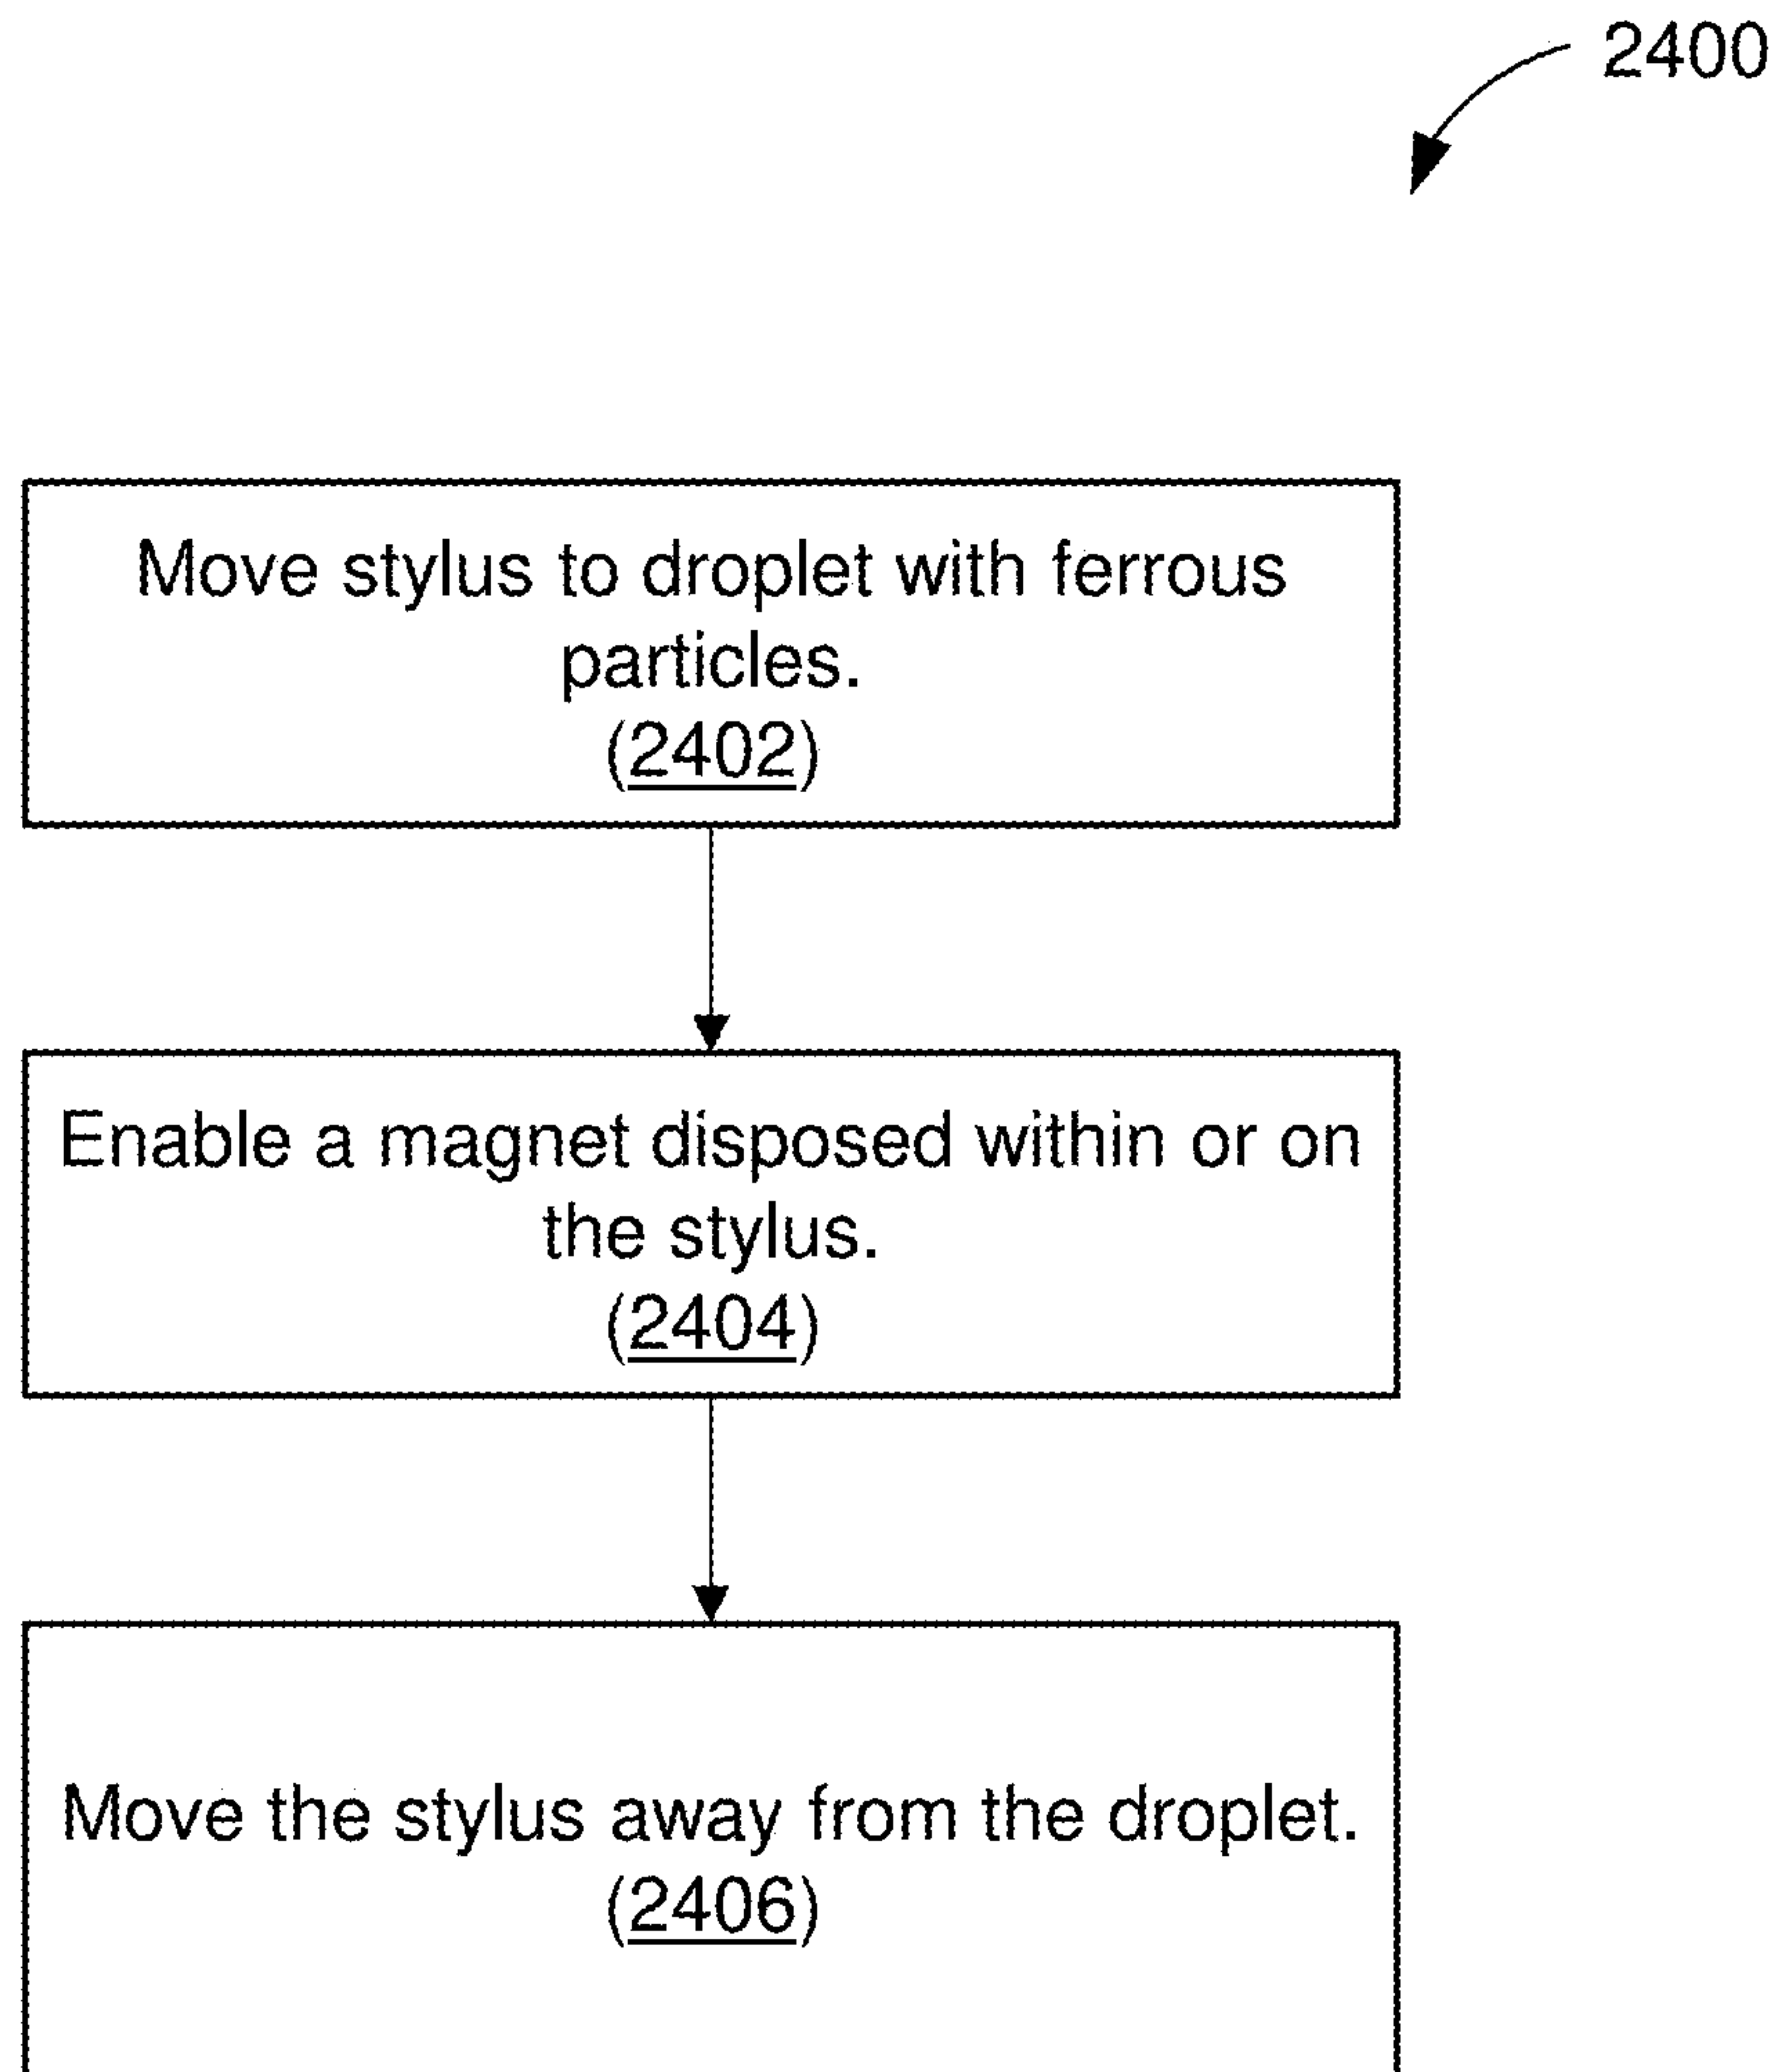 2400
Move stylus to droplet with ferrous
particles.
(2402)
Enable a magnet disposed within or on
the stylus.
(2404)
Move the stylus away from the droplet.
(2406)